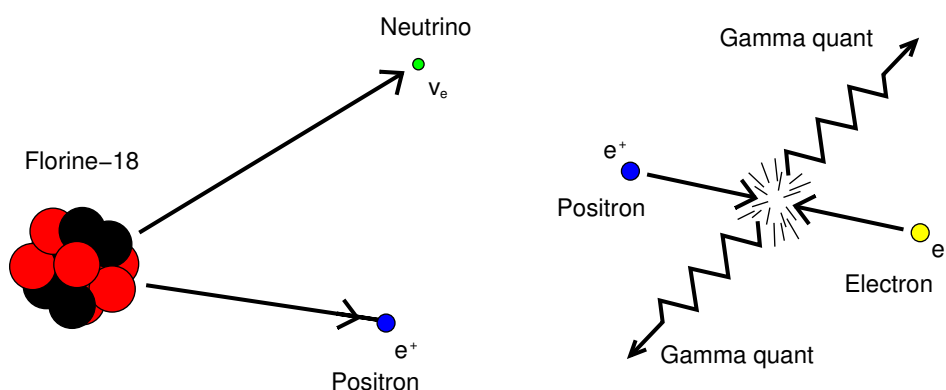 Neutrino
νₑ
Florine−18
e⁺
Positron
Gamma quant
e⁺
Positron
e
Electron
Gamma quant